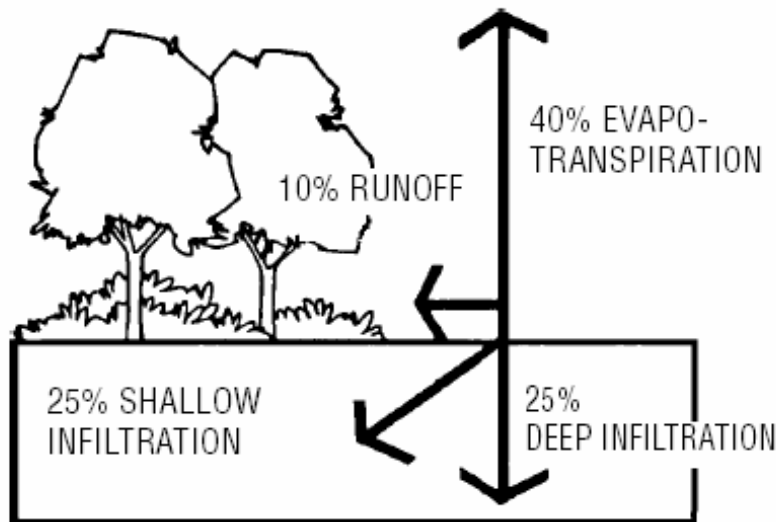 40% EVAPO-
TRANSPIRATION
10% RUNOFF
25% SHALLOW
INFILTRATION
25%
DEEP INFILTRATION